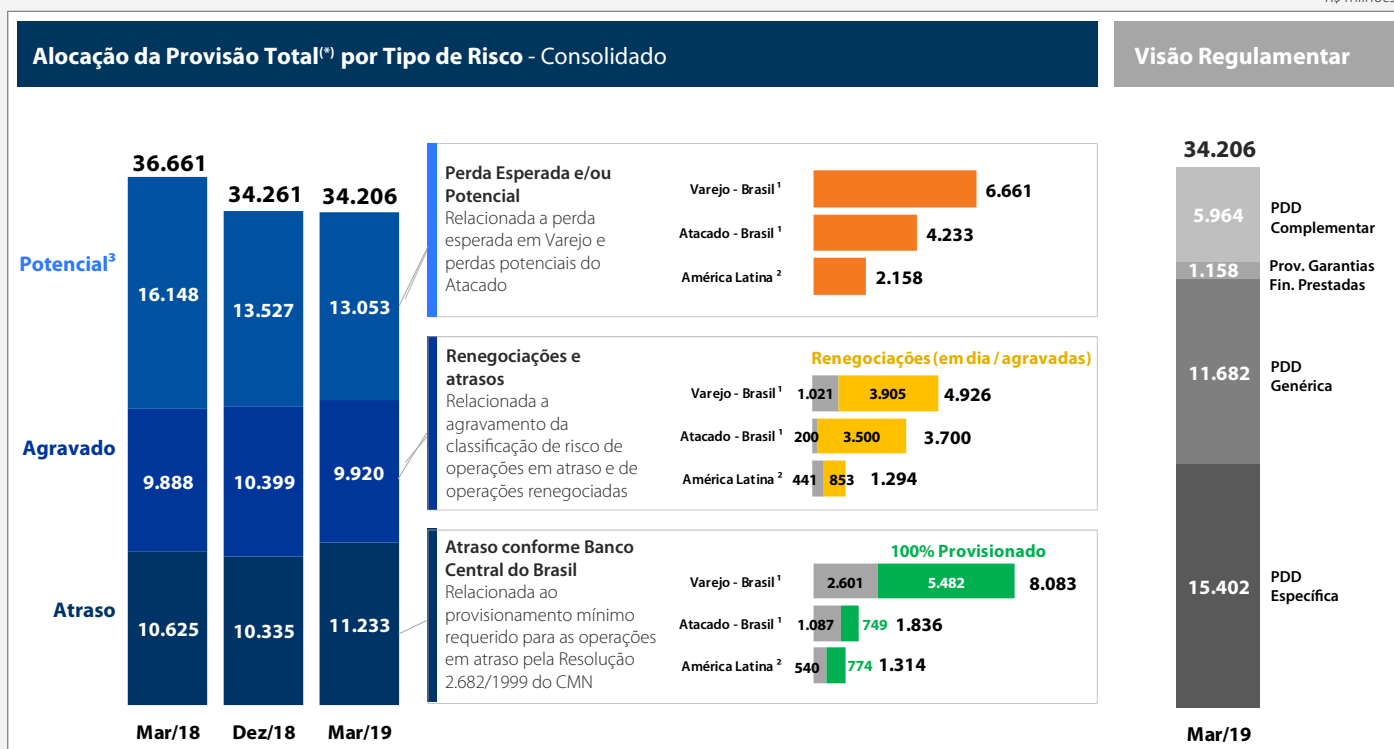 R$ milhões
Alocação da Provisão Total(*) por Tipo de Risco - Consolidado
Visão Regulamentar
36.661
34.261
34.206
Potencial³
16.148
13.527
13.053
Agravado
9.888
10.399
9.920
Atraso
10.625
10.335
11.233
Mar/18
Dez/18
Mar/19
Perda Esperada e/ou
Potencial
Relacionada a perda
esperada em Varejo e
perdas potenciais do
Atacado
Varejo - Brasil ¹
6.661
Atacado - Brasil ¹
4.233
América Latina ²
2.158
Renegociações e
atrasos
Relacionada a
agravamento da
classificação de risco de
operações em atraso e de
operações renegociadas
Renegociações (em dia / agravadas)
Varejo - Brasil ¹
1.021
3.905
4.926
Atacado - Brasil ¹
200
3.500
3.700
América Latina ²
441
853
1.294
Atraso conforme Banco
Central do Brasil
Relacionada ao
provisionamento mínimo
requerido para as operações
em atraso pela Resolução
2.682/1999 do CMN
100% Provisionado
Varejo - Brasil ¹
2.601
5.482
8.083
Atacado - Brasil ¹
1.087
749
1.836
América Latina ²
540
774
1.314
34.206
5.964
PDD
Complementar
1.158
Prov. Garantias
Fin. Prestadas
11.682
PDD
Genérica
15.402
PDD
Específica
Mar/19